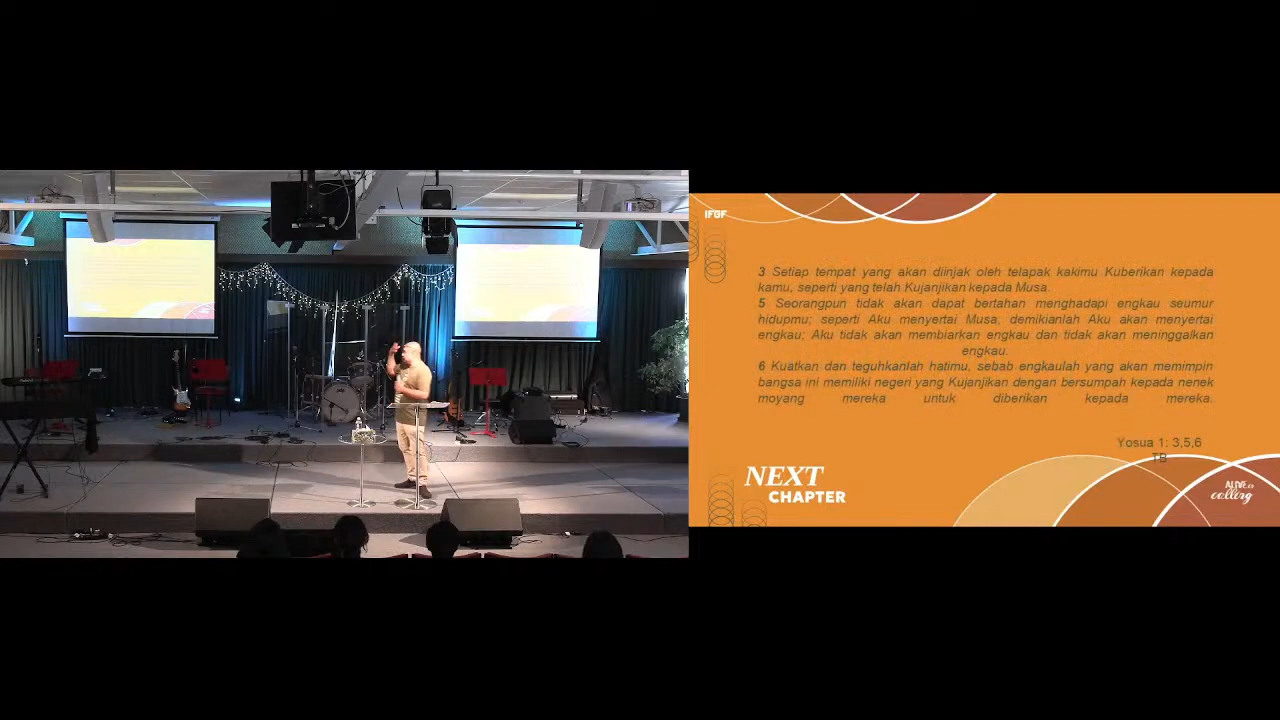 IFGF
3 Setiap tempat yang akan diinjak oleh telapak kakimu Kuberikan kepada
kamu, seperti yang telah Kujanjikan kepada Musa.
5 Seorangpun tidak akan dapat bertahan menghadapi engkau seumur
hidupmu; seperti Aku menyertai Musa, demikianlah Aku akan menyertai
engkau; Aku tidak akan membiarkan engkau dan tidak akan meninggalkan
engkau.
6 Kuatkan dan teguhkanlah hatimu, sebab engkaulah yang akan memimpin
bangsa ini memiliki negeri yang Kujanjikan dengan bersumpah kepada nenek
moyang mereka untuk diberikan kepada mereka.
Yosua 1; 3,5,6
TB
NEXT
CHAPTER
ALIVE in
calling